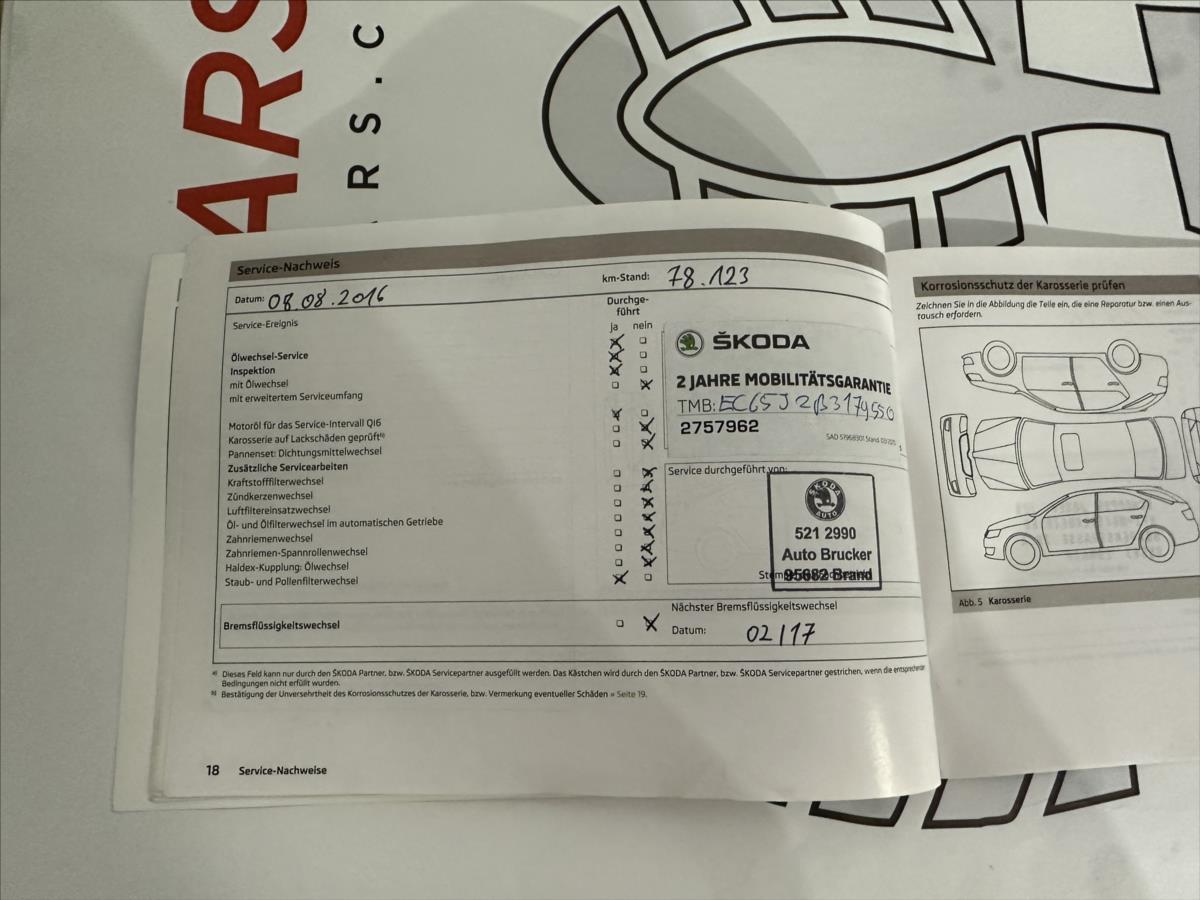 ARS
RS.C
Service-Nachweis
Datum: 08.08.2016
km-Stand: 78.123
Service-Ereignis
Durchge-
führt
ja nein
Ölwechsel-Service
Inspektion
mit Ölwechsel
mit erweitertem Serviceumfang
Motoröl für das Service-Intervall QI6
Karosserie auf Lackschäden geprüft
Pannenset: Dichtungsmittelwechsel
Zusätzliche Servicearbeiten
Kraftstofffilterwechsel
Zündkerzenwechsel
Luftfiltereinsatzwechsel
Öl- und Ölfilterwechsel im automatischen Getriebe
Zahnriemenwechsel
Zahnriemen-Spannrollenwechsel
Haldex-Kupplung: Ölwechsel
Staub- und Pollenfilterwechsel
Bremsflüssigkeitswechsel
ŠKODA
2 JAHRE MOBILITÄTSGARANTIE
TMB:
2757962
Service durchgeführt von:
ŠKODA
AUTO
521 2990
Auto Brucker
95682 Brand
Nächster Bremsflüssigkeitswechsel
Datum: 02/17
a) Dieses Feld kann nur durch den ŠKODA Partner, bzw. ŠKODA Servicepartner ausgefüllt werden. Das Kästchen wird durch den ŠKODA Partner, bzw. ŠKODA Servicepartner gestrichen, wenn die entsprechenden
Bedingungen nicht erfüllt wurden.
b) Bestätigung der Unversehrtheit des Korrosionsschutzes der Karosserie, bzw. Vermerkung eventueller Schäden » Seite 19.
18 Service-Nachweise
Korrosionsschutz der Karosserie prüfen
Zeichnen Sie in die Abbildung die Teile ein, die eine Reparatur bzw. einen Aus-
tausch erfordern.
Abb. 5 Karosserie